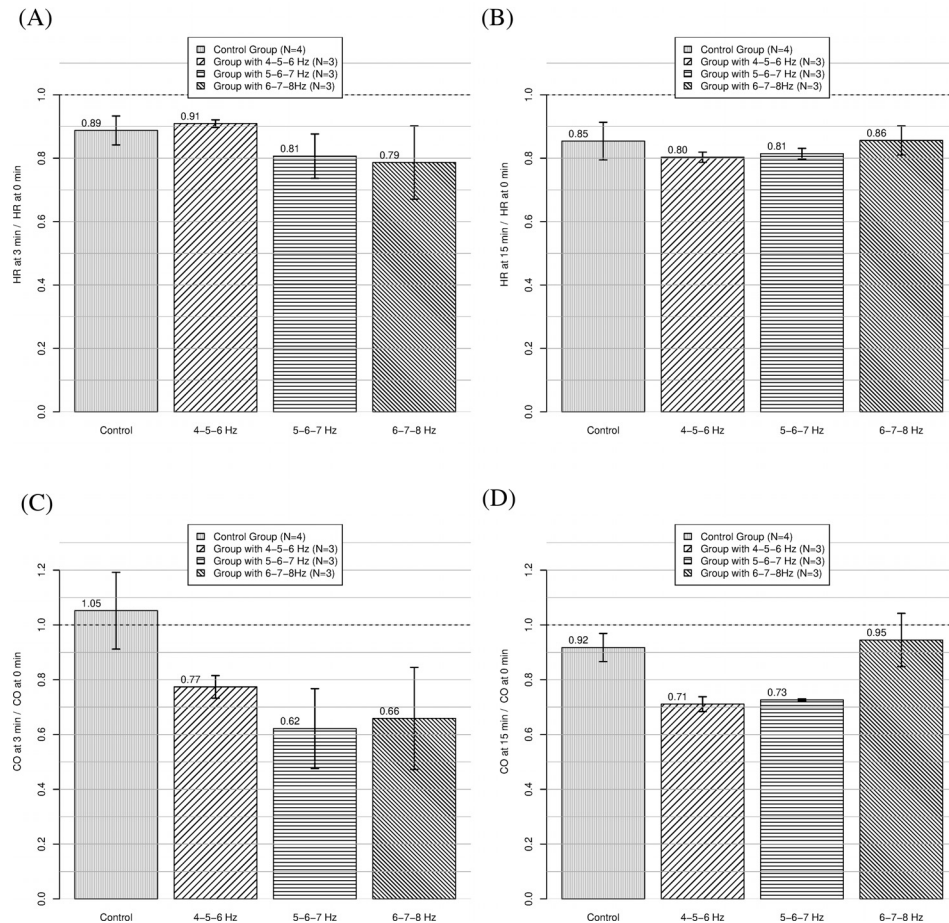 (A)
Control Group (N=4)
Group with 4–5–6 Hz (N=3)
Group with 5–6–7 Hz (N=3)
Group with 6–7–8Hz (N=3)
HR at 3 min / HR at 0 min
0.0
0.2
0.4
0.6
0.8
1.0
0.89
0.91
0.81
0.79
Control
4–5–6 Hz
5–6–7 Hz
6–7–8 Hz
(B)
Control Group (N=4)
Group with 4–5–6 Hz (N=3)
Group with 5–6–7 Hz (N=3)
Group with 6–7–8Hz (N=3)
HR at 15 min / HR at 0 min
0.0
0.2
0.4
0.6
0.8
1.0
0.85
0.80
0.81
0.86
Control
4–5–6 Hz
5–6–7 Hz
6–7–8 Hz
(C)
Control Group (N=4)
Group with 4–5–6 Hz (N=3)
Group with 5–6–7 Hz (N=3)
Group with 6–7–8Hz (N=3)
CO at 3 min / CO at 0 min
0.0
0.2
0.4
0.6
0.8
1.0
1.2
1.05
0.77
0.62
0.66
Control
4–5–6 Hz
5–6–7 Hz
6–7–8 Hz
(D)
Control Group (N=4)
Group with 4–5–6 Hz (N=3)
Group with 5–6–7 Hz (N=3)
Group with 6–7–8Hz (N=3)
CO at 15 min / CO at 0 min
0.0
0.2
0.4
0.6
0.8
1.0
1.2
0.92
0.71
0.73
0.95
Control
4–5–6 Hz
5–6–7 Hz
6–7–8 Hz